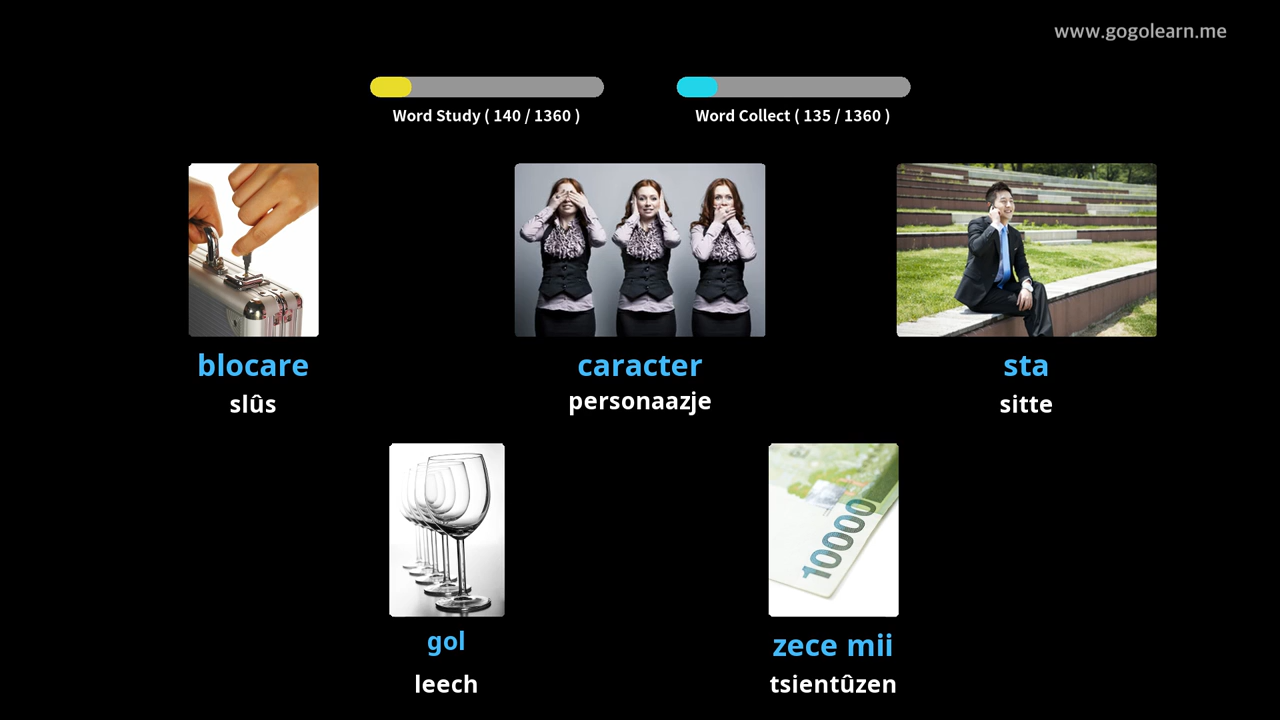 www.gogolearn.me
Word Study ( 140 / 1360 )
Word Collect ( 135 / 1360 )
blocare
slûs
caracter
personaazje
sta
sitte
10000
gol
leech
zece mii
tsientûzen